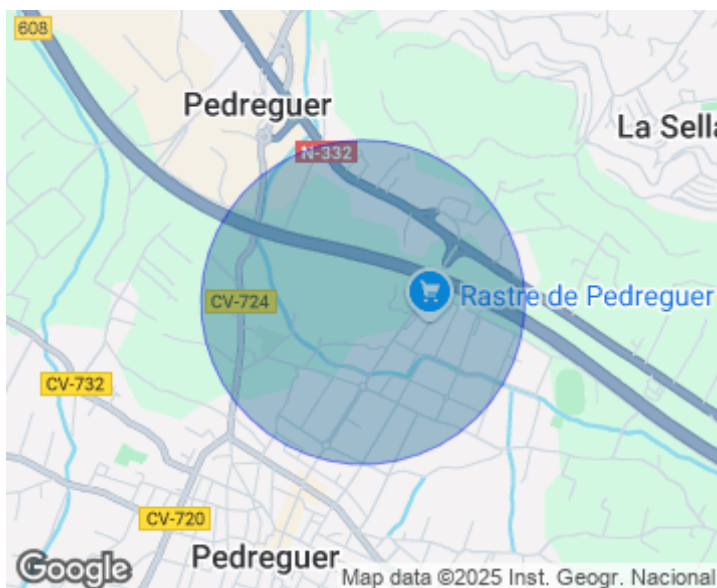 608
Pedreguer
La Sella
N-332
CV-724
Rastre de Pedreguer
CV-732
CV-720
Pedreguer
Google
Map data ©2025 Inst. Geogr. Nacional